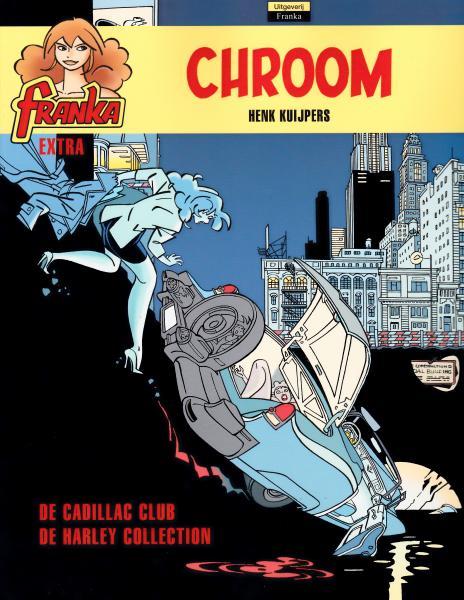 Uitgeverij
Franka
CHROOM
HENK KUIJPERS
FRANKA
EXTRA
DE CADILLAC CLUB
DE HARLEY COLLECTION